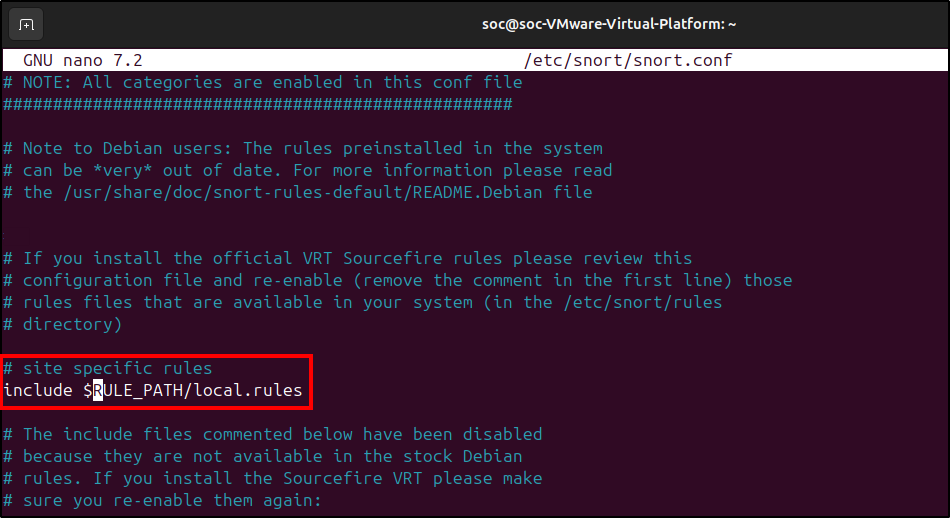 soc@soc-VMware-Virtual-Platform: ~
GNU nano 7.2 /etc/snort/snort.conf
# NOTE: All categories are enabled in this conf file
###################################################
# Note to Debian users: The rules preinstalled in the system
# can be *very* out of date. For more information please read
# the /usr/share/doc/snort-rules-default/README.Debian file
# If you install the official VRT Sourcefire rules please review this
# configuration file and re-enable (remove the comment in the first line) those
# rules files that are available in your system (in the /etc/snort/rules
# directory)
# site specific rules
include $RULE_PATH/local.rules
# The include files commented below have been disabled
# because they are not available in the stock Debian
# rules. If you install the Sourcefire VRT please make
# sure you re-enable them again: